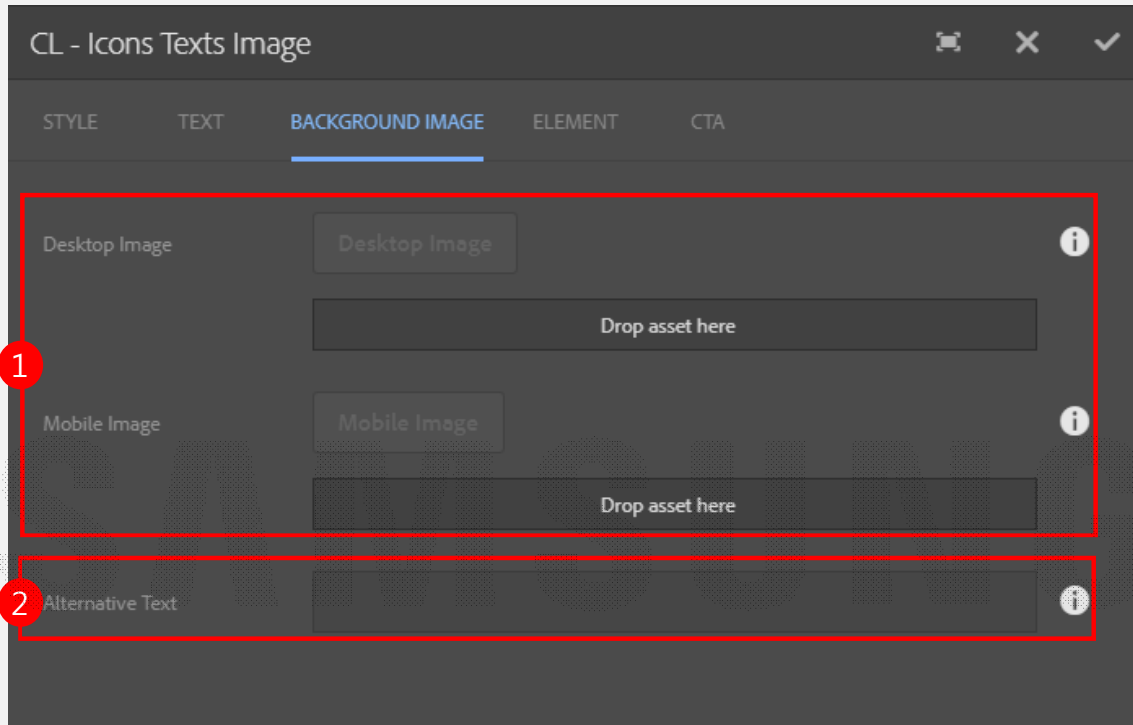 CL - Icons Texts Image
STYLE TEXT BACKGROUND IMAGE ELEMENT CTA
Desktop Image Desktop Image
Drop asset here
1
Mobile Image Mobile Image
Drop asset here
SAMSUNG
2 Alternative Text